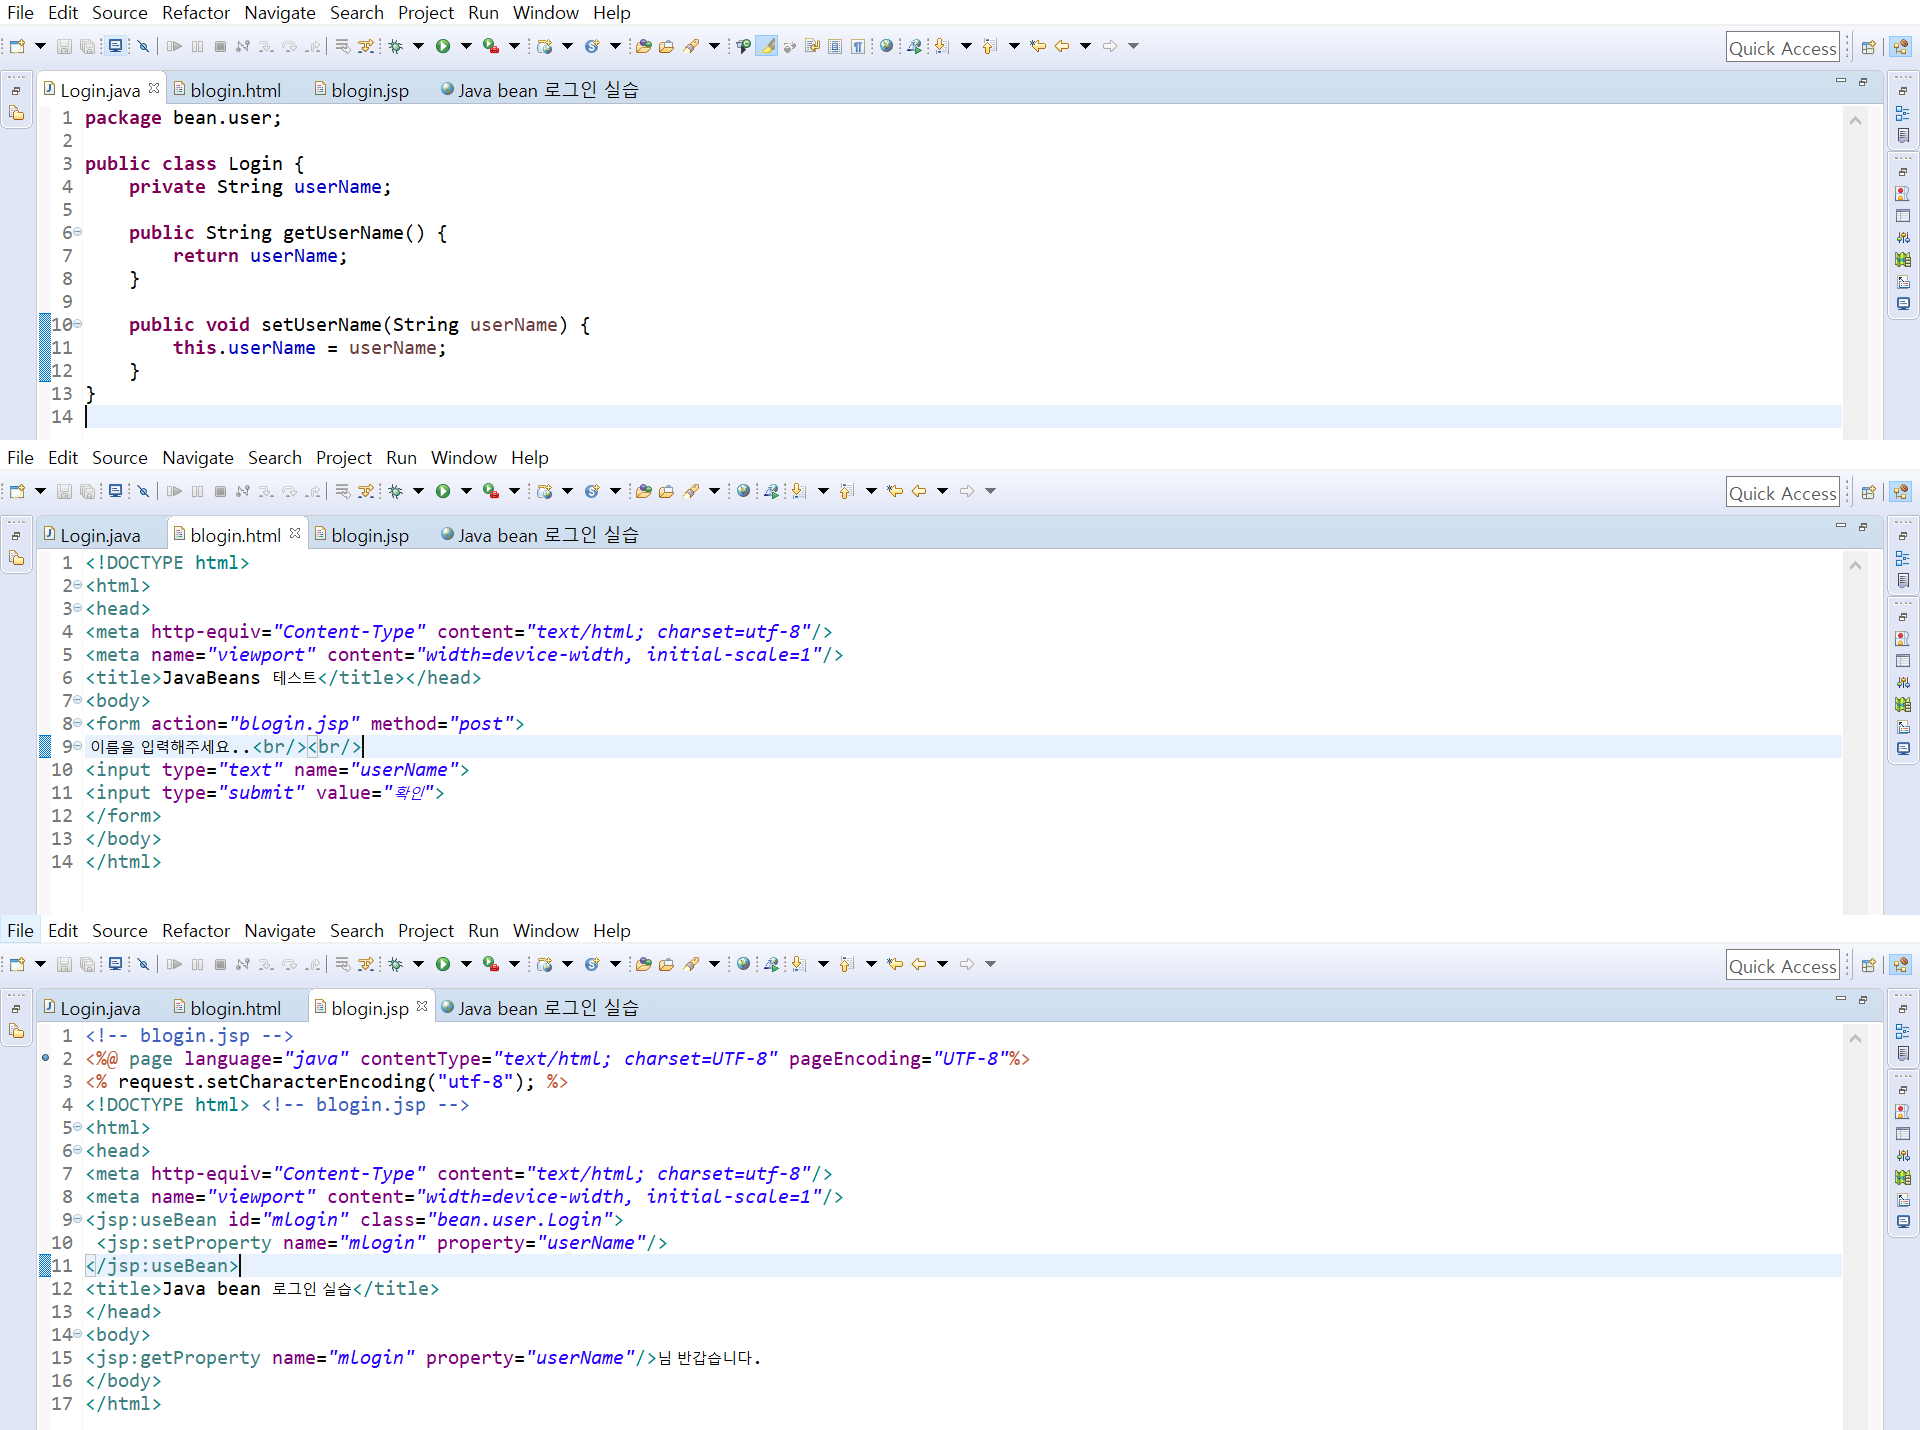 File Edit Source Refactor Navigate Search Project Run Window Help
Quick Access
Login.java blogin.html blogin.jsp Java bean 로그인 실습
1 package bean.user;
2
3 public class Login {
4 private String userName;
5
6 public String getUserName() {
7 return userName;
8 }
9
10 public void setUserName(String userName) {
11 this.userName = userName;
12 }
13 }
14
File Edit Source Navigate Search Project Run Window Help
Quick Access
Login.java blogin.html blogin.jsp Java bean 로그인 실습
1 <!DOCTYPE html>
2 <html>
3 <head>
4 <meta http-equiv="Content-Type" content="text/html; charset=utf-8"/>
5 <meta name="viewport" content="width=device-width, initial-scale=1"/>
6 <title>JavaBeans 테스트</title></head>
7 <body>
8 <form action="blogin.jsp" method="post">
9 이름을 입력해주세요..<br/><br/>
10 <input type="text" name="userName">
11 <input type="submit" value="확인">
12 </form>
13 </body>
14 </html>
File Edit Source Refactor Navigate Search Project Run Window Help
Quick Access
Login.java blogin.html blogin.jsp Java bean 로그인 실습
1 <!-- blogin.jsp -->
2 <%@ page language="java" contentType="text/html; charset=UTF-8" pageEncoding="UTF-8"%>
3 <% request.setCharacterEncoding("utf-8"); %>
4 <!DOCTYPE html> <!-- blogin.jsp -->
5 <html>
6 <head>
7 <meta http-equiv="Content-Type" content="text/html; charset=utf-8"/>
8 <meta name="viewport" content="width=device-width, initial-scale=1"/>
9 <jsp:useBean id="mlogin" class="bean.user.Login">
10 <jsp:setProperty name="mlogin" property="userName"/>
11 </jsp:useBean>
12 <title>Java bean 로그인 실습</title>
13 </head>
14 <body>
15 <jsp:getProperty name="mlogin" property="userName"/>님 반갑습니다.
16 </body>
17 </html>